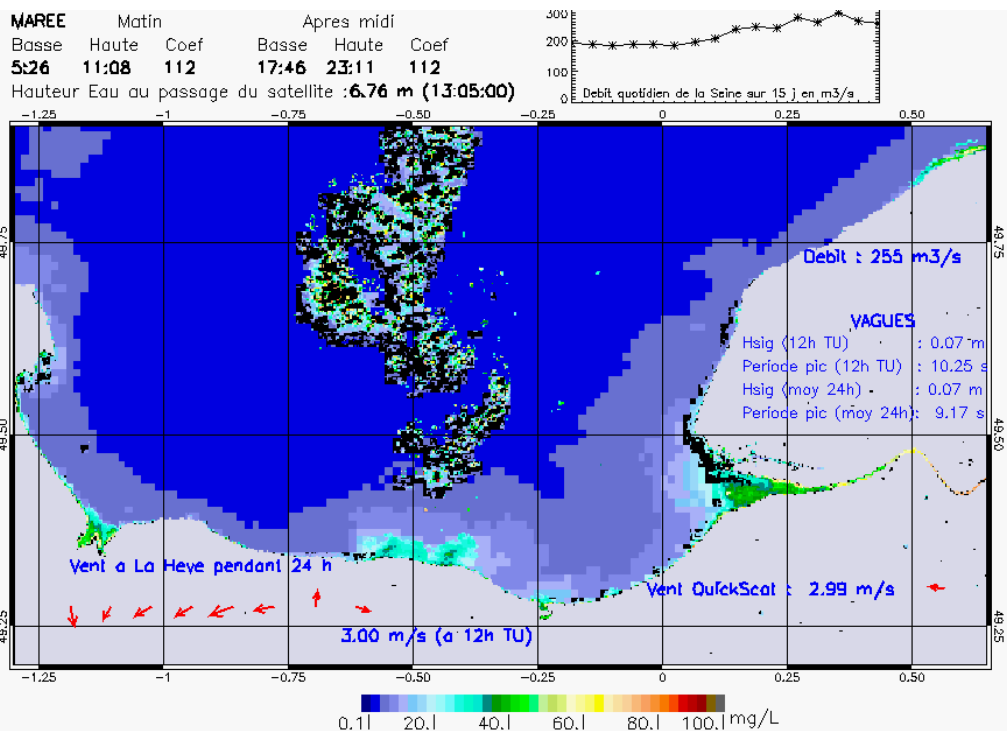 MAREE Matin Apres midi
Basse Haute Coef Basse Haute Coef
5:26 11:08 112 17:46 23:11 112
Hauteur Eau au passage du satellite :6.76 m (13:05:00)
300
200
100
0
Debit quotidien de la Seine sur 15 j en m3/s
-1.25 -1 -0.75 -0.50 -0.25 0 0.25 0.50
49.75 49.75
Debit : 255 m3/s
VAGUES
Hsig (12h TU) : 0.07 m
Periode pic (12h TU) : 10.25 s
Hsig (moy 24h) : 0.07 m
Periode pic (moy 24h): 9.17 s
49.50 49.50
Vent a La Heve pendant 24 h
Vent QuickScat : 2.99 m/s
3.00 m/s (a 12h TU)
49.25 49.25
-1.25 -1 -0.75 -0.50 -0.25 0 0.25 0.50
0.1| 20.| 40.| 60.| 80.| 100.| mg/L